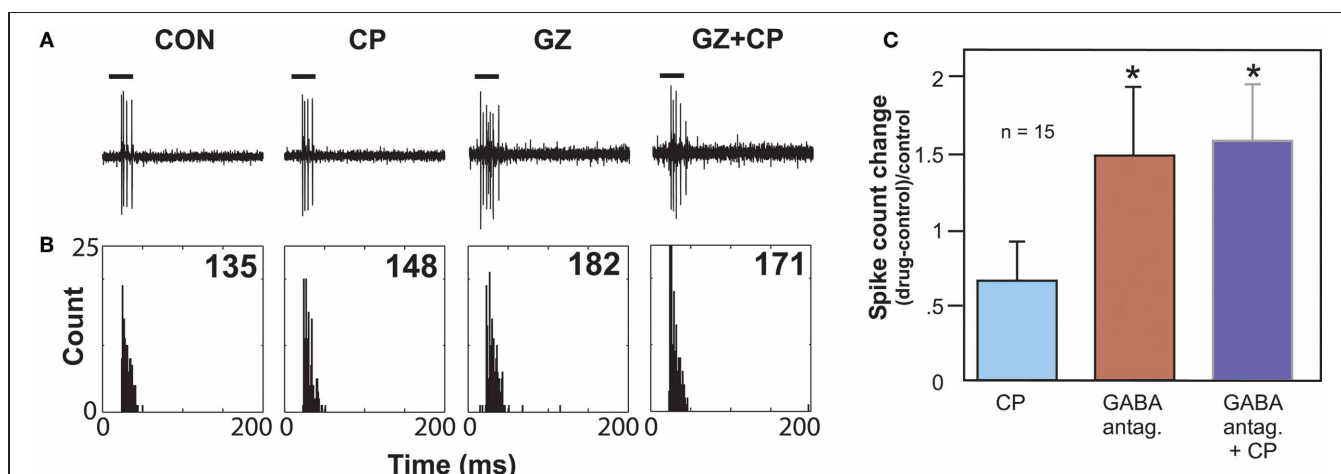 A
CON
CP
GZ
GZ+CP
B
25
Count
0
135
148
182
171
0
200
0
200
0
200
0
200
Time (ms)
C
Spike count change
(drug-control)/control
2
1.5
1
.5
0
n = 15
*
*
CP
GABA
antag.
GABA
antag.
+ CP